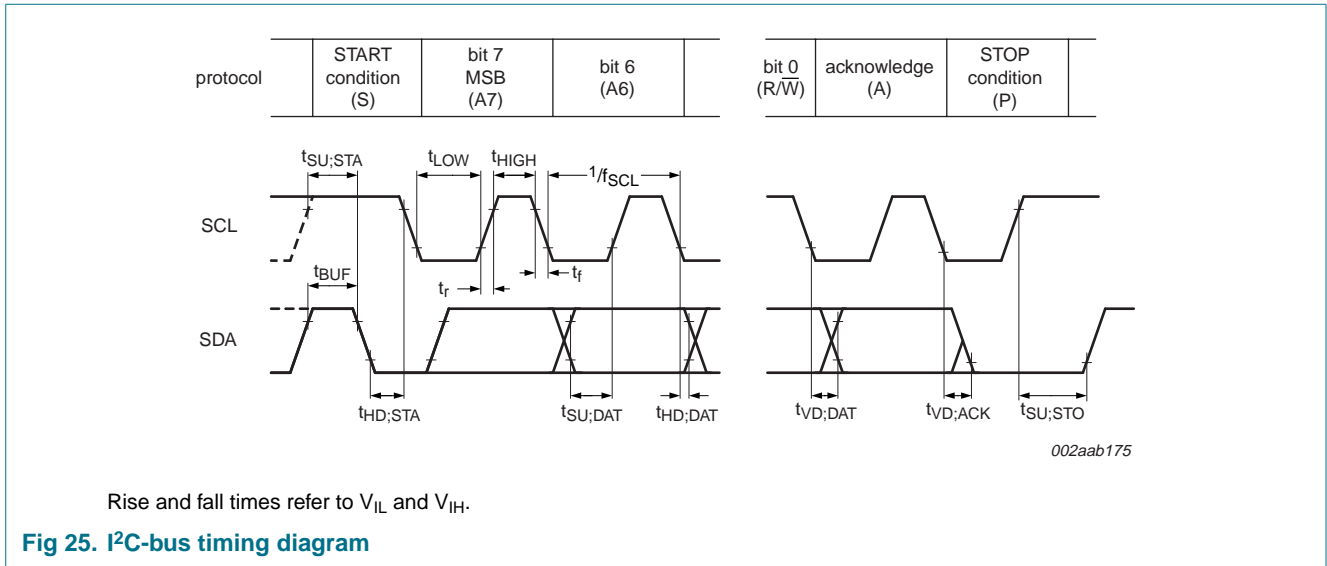 protocol
START
condition
(S)
bit 7
MSB
(A7)
bit 6
(A6)
bit 0
(R/W̅)
acknowledge
(A)
STOP
condition
(P)
tSU;STA
tLOW
tHIGH
1/fSCL
SCL
tBUF
tr
tf
SDA
tHD;STA
tSU;DAT
tHD;DAT
tVD;DAT
tVD;ACK
tSU;STO
002aab175
Rise and fall times refer to VIL and VIH.
Fig 25. I²C-bus timing diagram